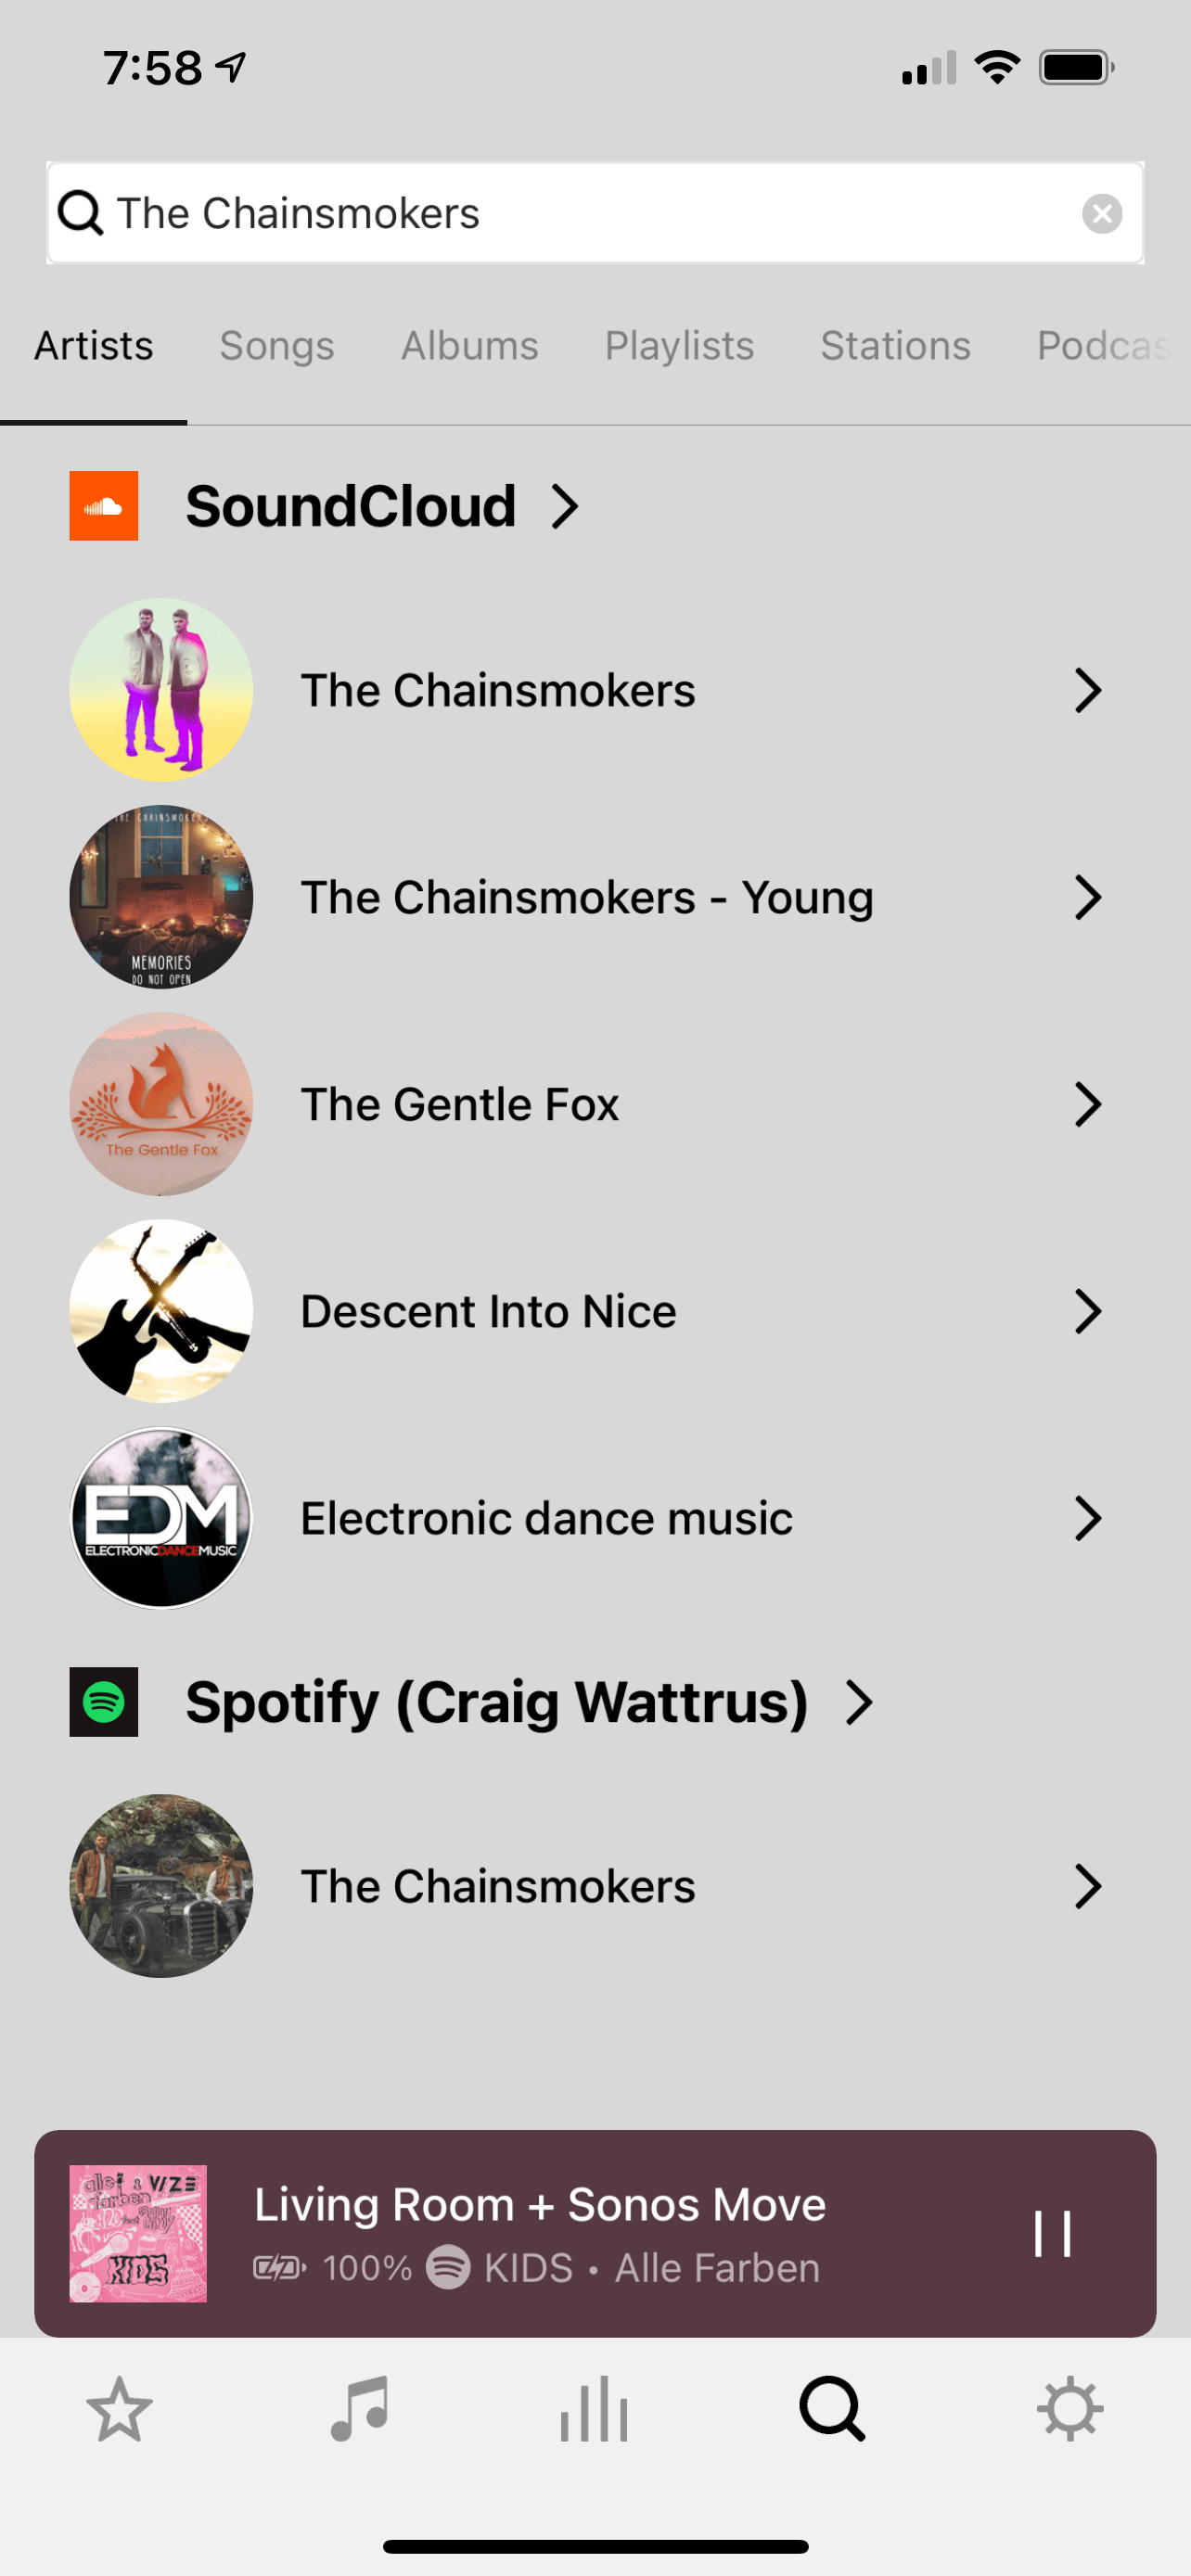 7:58
The Chainsmokers
Artists Songs Albums Playlists Stations Podcas
SoundCloud
The Chainsmokers
THE CHAINSMOKERS
MEMORIES
DO NOT OPEN
The Chainsmokers - Young
The Gentle Fox
The Gentle Fox
Descent Into Nice
EDM
ELECTRONICDANCEMUSIC
Electronic dance music
Spotify (Craig Wattrus)
The Chainsmokers
alle farben & VIZE
KIDS
Living Room + Sonos Move
100% KIDS • Alle Farben